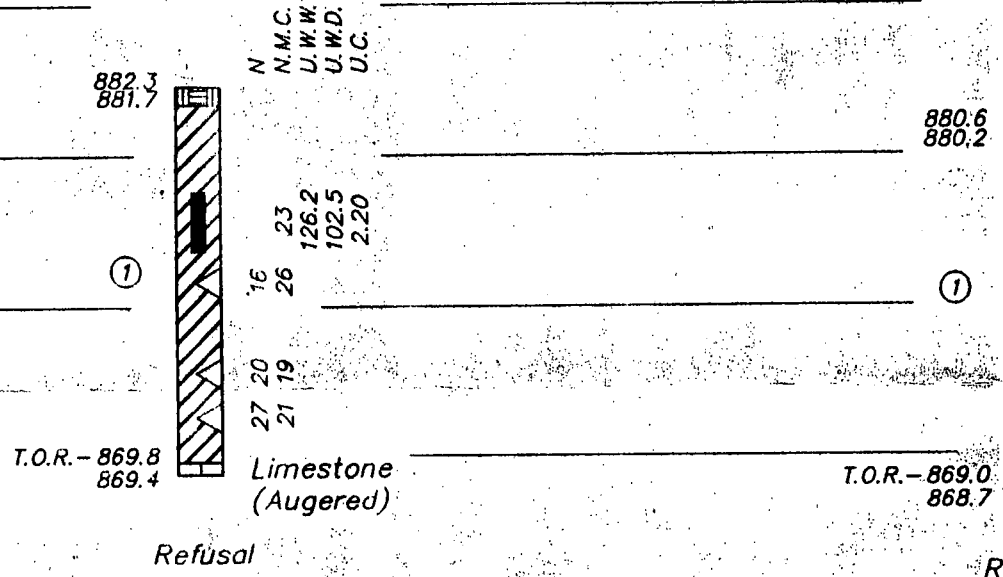 N
N.M.C.
U.W.W.
U.W.D.
U.C.
882.3
881.7
880.6
880.2
23
126.2
102.5
2.20
1
16
26
1
20
19
27
21
T.O.R.-869.8
869.4
Limestone
(Augered)
T.O.R.-869.0
868.7
Refusal
R